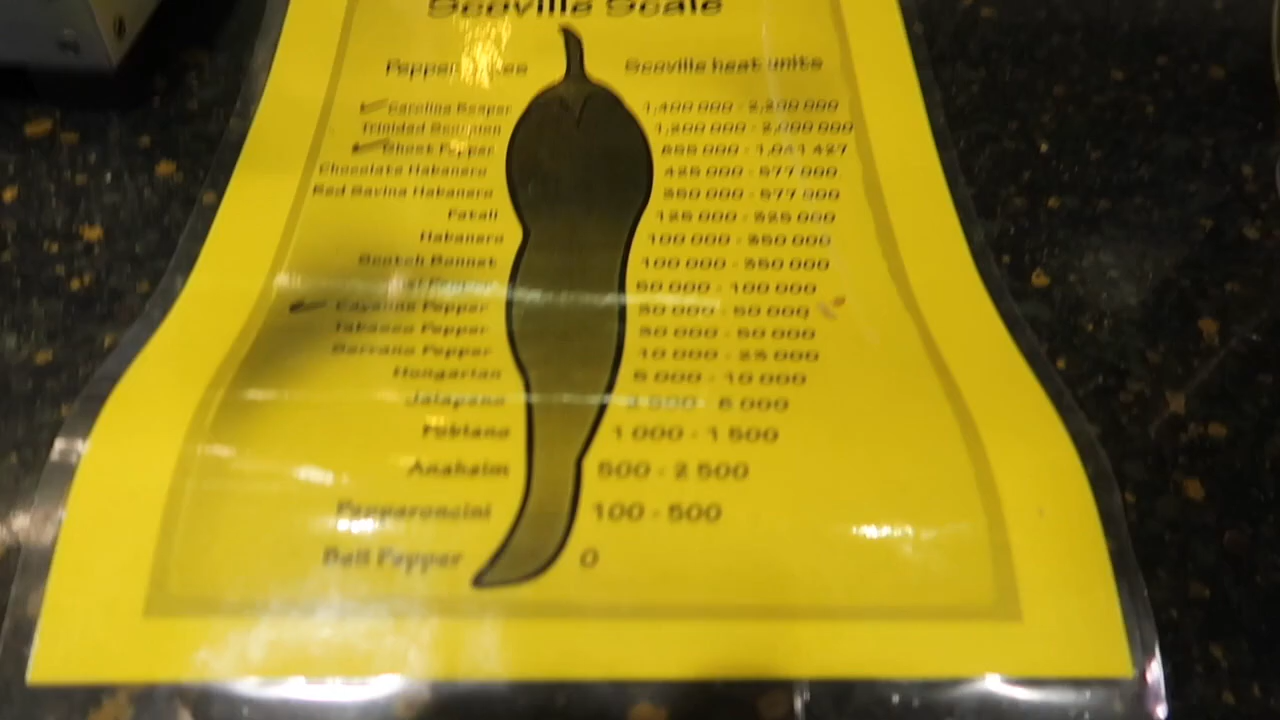 Scoville Scale
Pepper Scoville heat units
Carolina Reaper 1,400 000 - 2,200 000
Trinidad Scorpion 1,200 000 - 2,000 000
Ghost Pepper 855 000 - 1,041 427
Chocolate Habanero 425 000 - 577 000
Red Savina Habanero 350 000 - 577 000
Fatali 125 000 - 325 000
Habanero 100 000 - 350 000
Scotch Bonnet 100 000 - 350 000
Pepper 50 000 - 100 000
Cayenne Pepper 30 000 - 50 000
Tabasco Pepper 30 000 - 50 000
Serrano Pepper 10 000 - 23 000
Hungarian 5 000 - 10 000
Jalapeno 2 500 - 8 000
Poblano 1 000 - 1 500
Anaheim 500 - 2 500
Pepperoncini 100 - 500
Bell Pepper 0